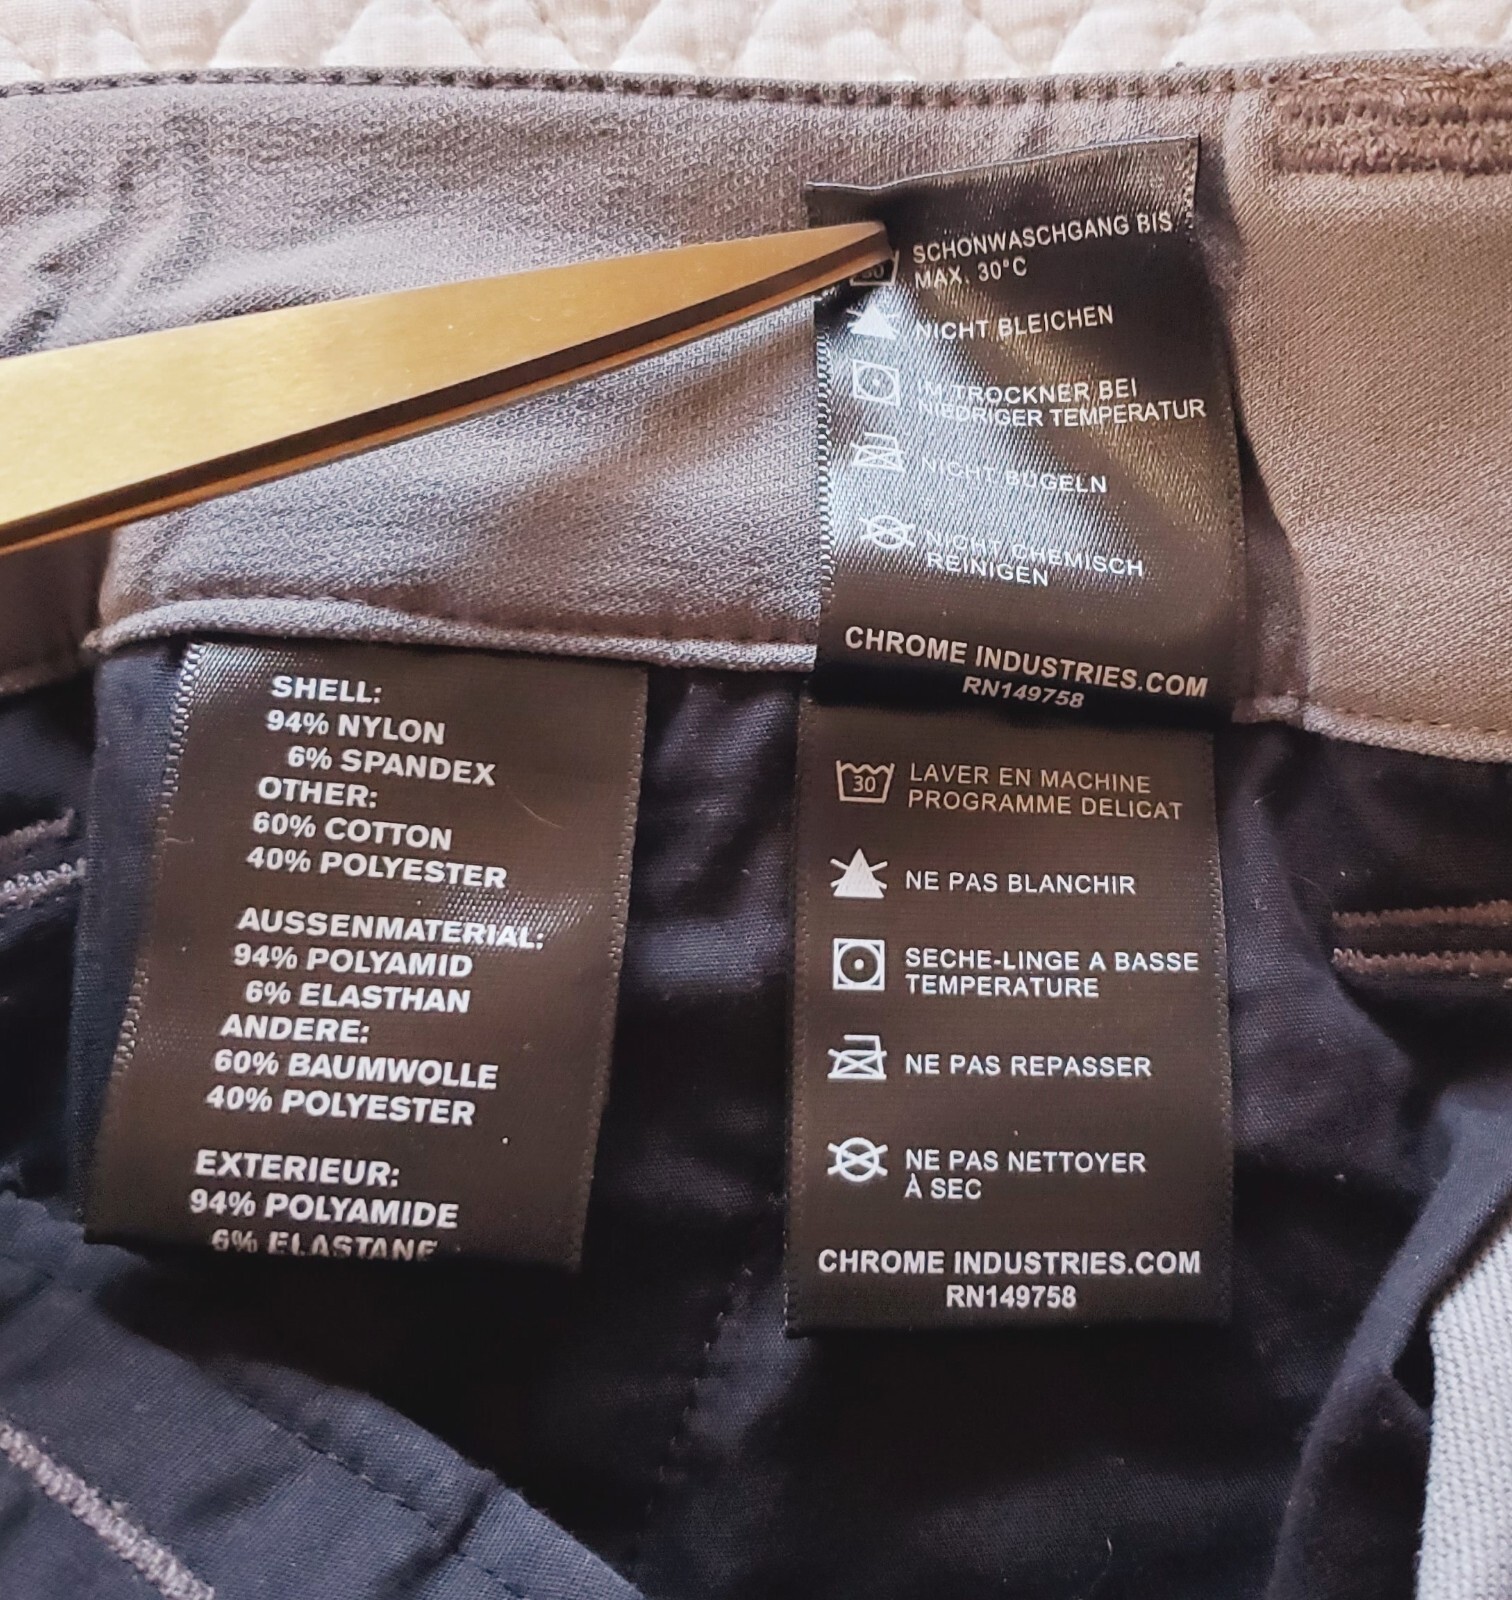 SHELL:
94% NYLON
6% SPANDEX
OTHER:
60% COTTON
40% POLYESTER
AUSSENMATERIAL:
94% POLYAMID
6% ELASTHAN
ANDERE:
60% BAUMWOLLE
40% POLYESTER
EXTERIEUR:
94% POLYAMIDE
6% ELASTANE
SCHONWASCHGANG BIS
30 MAX. 30°C
NICHT BLEICHEN
IM TROCKNER BEI
NIEDRIGER TEMPERATUR
NICHT BÜGELN
NICHT CHEMISCH
REINIGEN
CHROME INDUSTRIES.COM
RN149758
30 LAVER EN MACHINE
PROGRAMME DELICAT
NE PAS BLANCHIR
SECHE-LINGE A BASSE
TEMPERATURE
NE PAS REPASSER
NE PAS NETTOYER
À SEC
CHROME INDUSTRIES.COM
RN149758